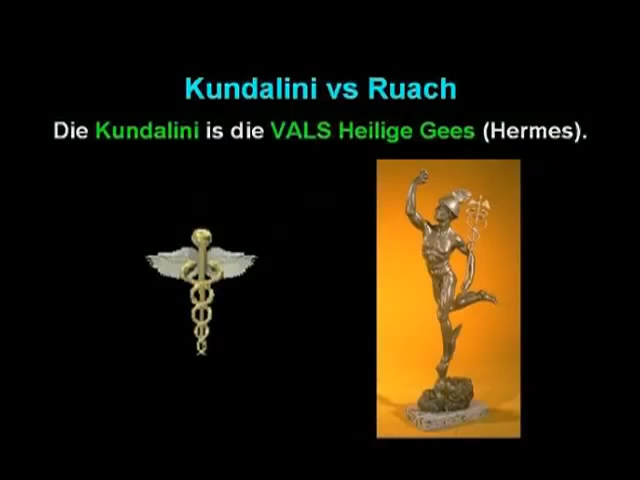 Kundalini vs Ruach
Die Kundalini is die VALS Heilige Gees (Hermes).